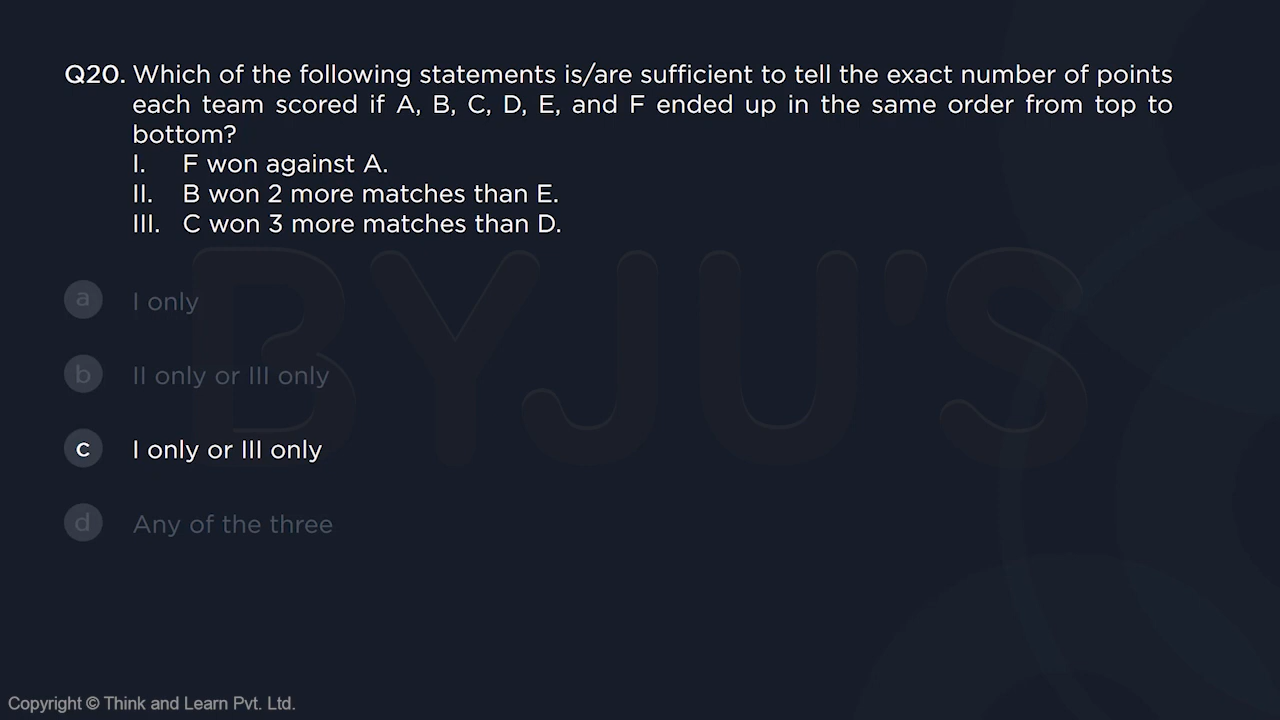 Q20. Which of the following statements is/are sufficient to tell the exact number of points
each team scored if A, B, C, D, E, and F ended up in the same order from top to
bottom?
I. F won against A.
II. B won 2 more matches than E.
III. C won 3 more matches than D.
BYJU'S
a I only
b II only or III only
c I only or III only
d Any of the three
Copyright © Think and Learn Pvt. Ltd.